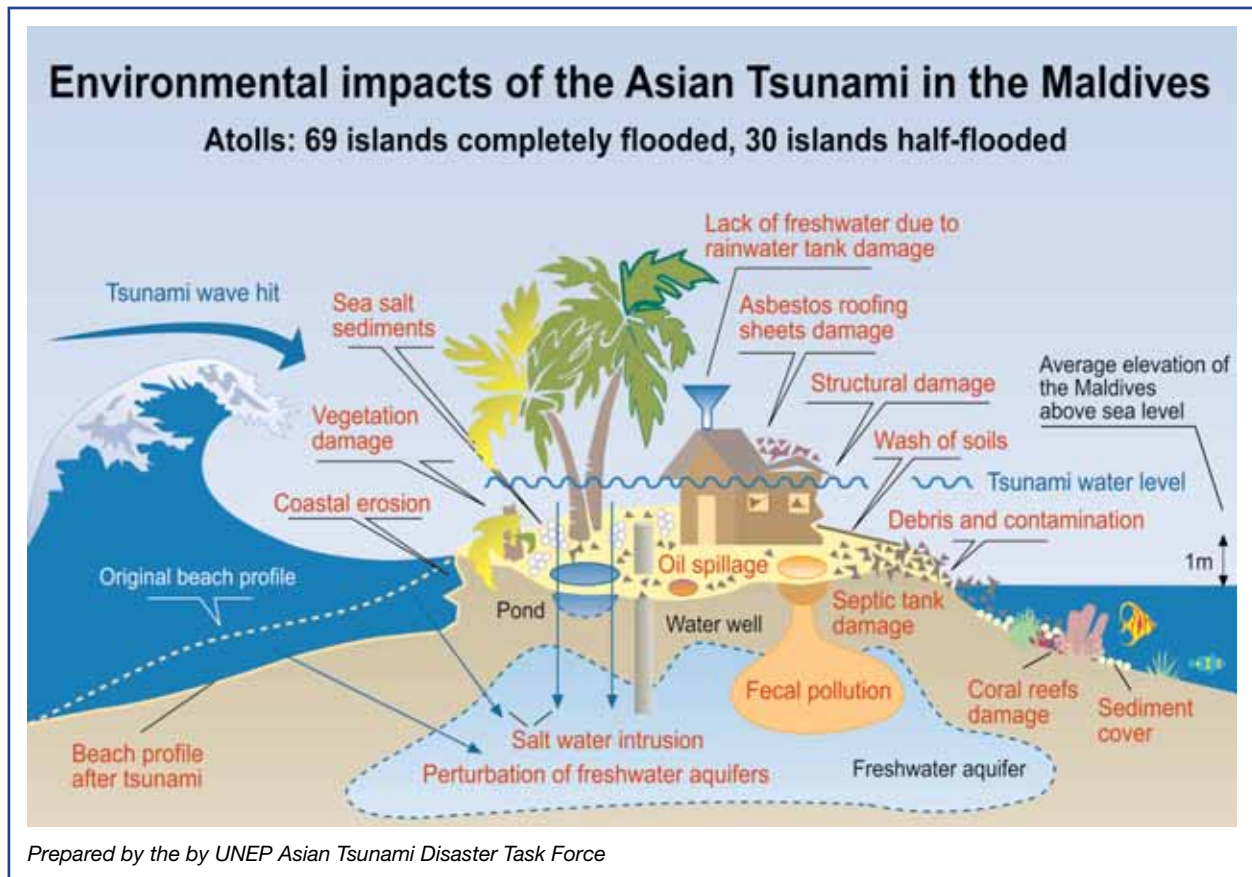 Environmental impacts of the Asian Tsunami in the Maldives
Atolls: 69 islands completely flooded, 30 islands half-flooded
Lack of freshwater due to
rainwater tank damage
Tsunami wave hit
Sea salt
sediments
Asbestos roofing
sheets damage
Average elevation of
the Maldives
above sea level
Structural damage
Vegetation
damage
Wash of soils
Tsunami water level
Coastal erosion
Debris and contamination
1m
Original beach profile
Oil spillage
Pond
Water well
Septic tank
damage
Fecal pollution
Coral reefs
damage
Sediment
cover
Salt water intrusion
Beach profile
after tsunami
Perturbation of freshwater aquifers
Freshwater aquifer
Prepared by the by UNEP Asian Tsunami Disaster Task Force